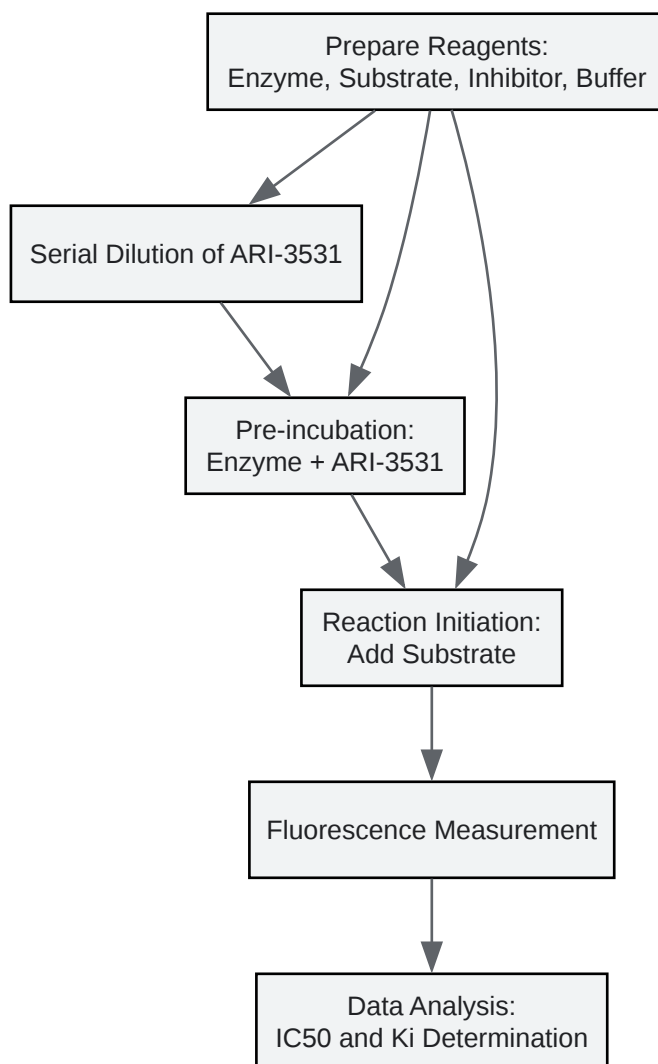 Prepare Reagents:
Enzyme, Substrate, Inhibitor, Buffer
Serial Dilution of ARI-3531
Pre-incubation:
Enzyme + ARI-3531
Reaction Initiation:
Add Substrate
Fluorescence Measurement
Data Analysis:
IC50 and Ki Determination